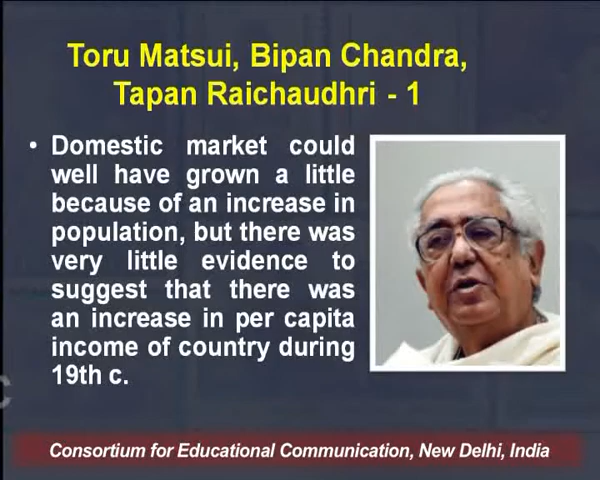 Toru Matsui, Bipan Chandra,
Tapan Raichaudhri - 1
• Domestic market could
well have grown a little
because of an increase in
population, but there was
very little evidence to
suggest that there was
an increase in per capita
income of country during
19th c.
C
Consortium for Educational Communication, New Delhi, India